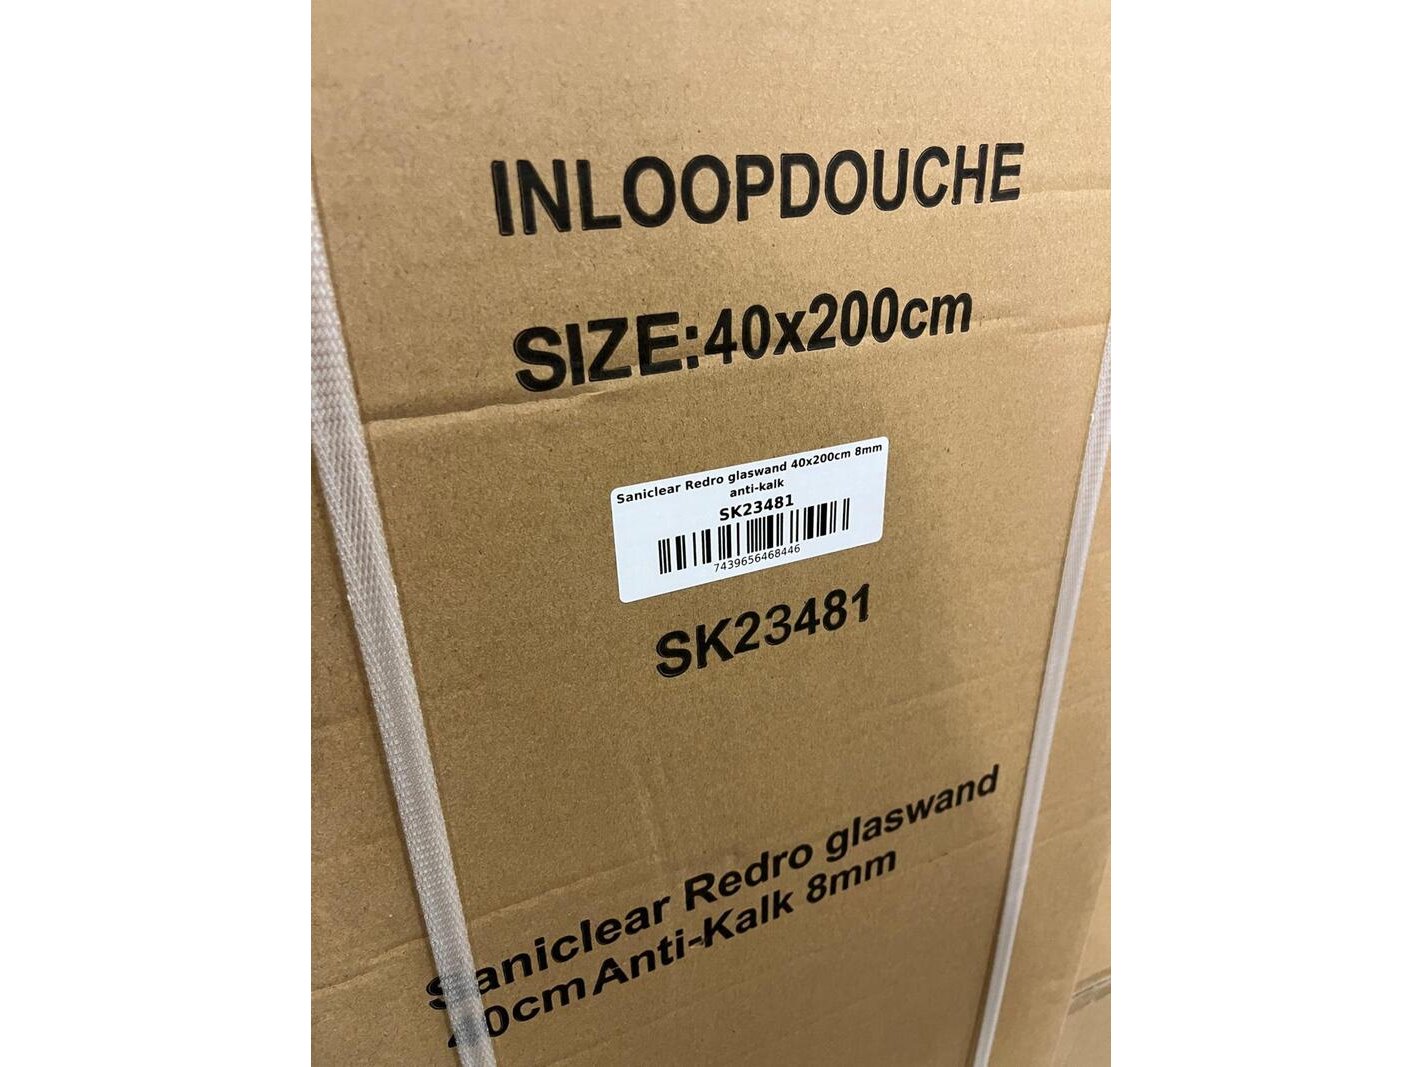 INLOOPDOUCHE
SIZE:40x200cm
Saniclear Redro glaswand 40x200cm 8mm
anti-kalk
SK23481
7439656468446
SK23481
Saniclear Redro glaswand
40cm Anti-Kalk 8mm